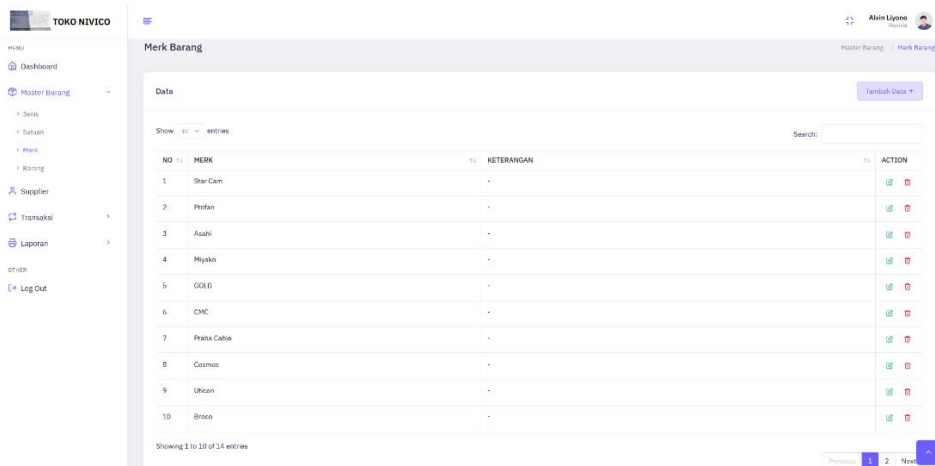 TOKO NIVICO
Alvin Liyono
Pemilik
MENU
Dashboard
Master Barang
Jenis
Satuan
Merk
Barang
Supplier
Transaksi
Laporan
OTHER
Log Out
Merk Barang
Master Barang / Merk Barang
Data
Tambah Data +
Show 10 entries
Search:
NO MERK KETERANGAN ACTION
1 Star Cam -
2 Profan -
3 Asahi -
4 Miyako -
5 GOLD -
6 CMC -
7 Praba Cable -
8 Cosmos -
9 Uticon -
10 Broco -
Showing 1 to 10 of 14 entries
Previous 1 2 Next